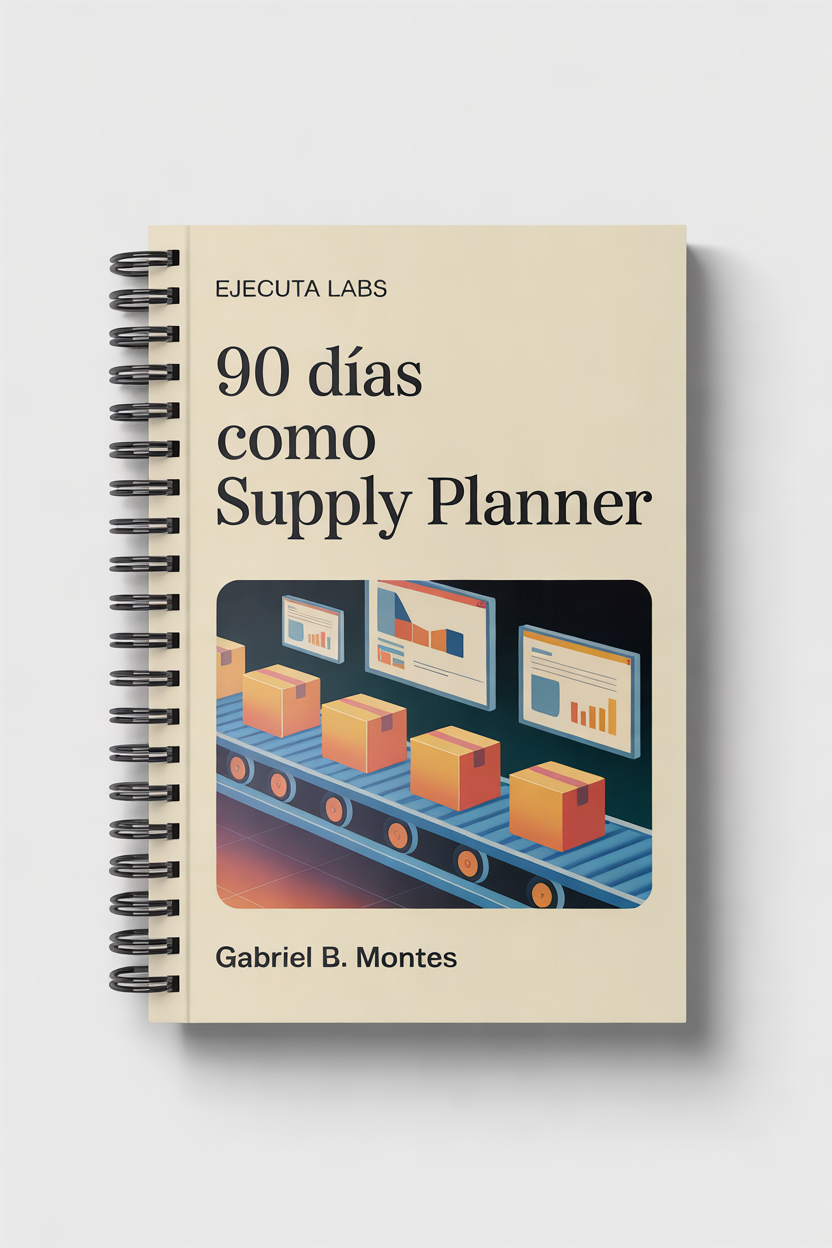 EJECUTA LABS
90 días
como
Supply Planner
Gabriel B. Montes